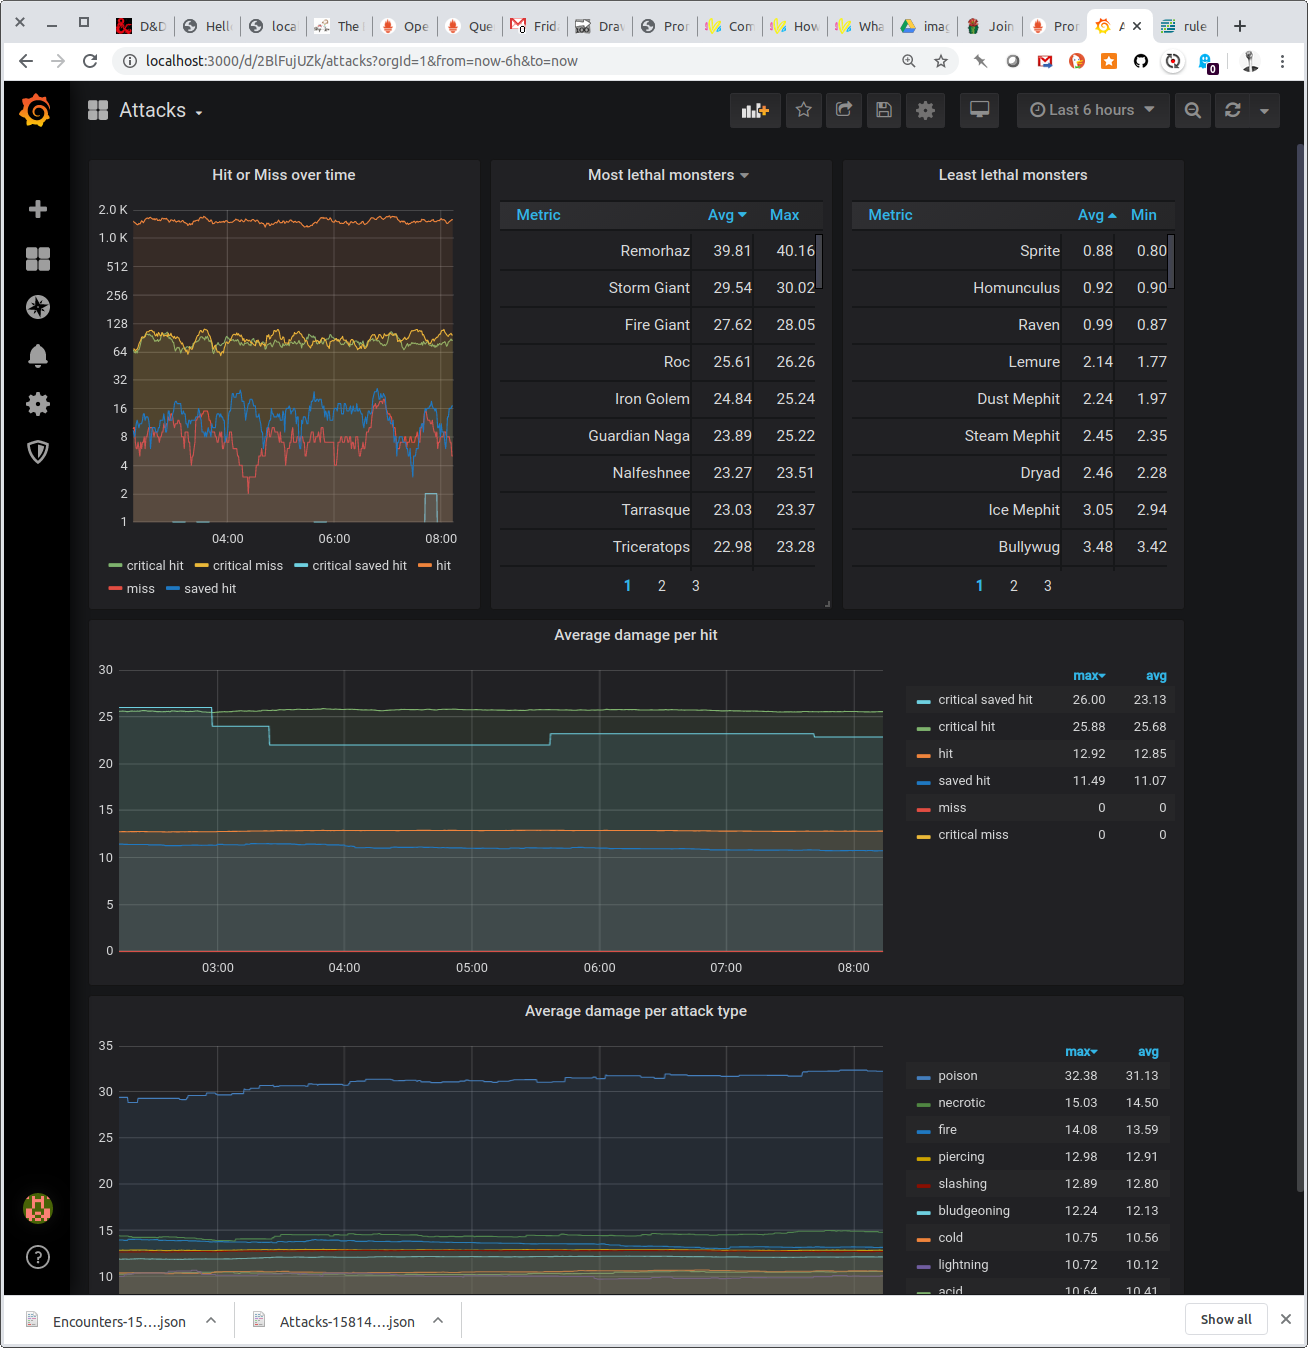 D&D
Hell
loca
The
Ope
Que
Frid
Drav
Pror
Com
How
Wha
imag
Join
Pror
A
rule
localhost:3000/d/2BlFujUZk/attacks?orgId=1&from=now-6h&to=now
0
Attacks
Last 6 hours
Hit or Miss over time
2.0 K
1.0 K
512
256
128
64
32
16
8
4
2
1
04:00 06:00 08:00
critical hit critical miss critical saved hit hit
miss saved hit
Most lethal monsters
Metric Avg Max
Remorhaz 39.81 40.16
Storm Giant 29.54 30.02
Fire Giant 27.62 28.05
Roc 25.61 26.26
Iron Golem 24.84 25.24
Guardian Naga 23.89 25.22
Nalfeshnee 23.27 23.51
Tarrasque 23.03 23.37
Triceratops 22.98 23.28
1 2 3
Least lethal monsters
Metric Avg Min
Sprite 0.88 0.80
Homunculus 0.92 0.90
Raven 0.99 0.87
Lemure 2.14 1.77
Dust Mephit 2.24 1.97
Steam Mephit 2.45 2.35
Dryad 2.46 2.28
Ice Mephit 3.05 2.94
Bullywug 3.48 3.42
1 2 3
Average damage per hit
30
25
20
15
10
5
0
03:00 04:00 05:00 06:00 07:00 08:00
max avg
critical saved hit 26.00 23.13
critical hit 25.88 25.68
hit 12.92 12.85
saved hit 11.49 11.07
miss 0 0
critical miss 0 0
Average damage per attack type
35
30
25
20
15
10
max avg
poison 32.38 31.13
necrotic 15.03 14.50
fire 14.08 13.59
piercing 12.98 12.91
slashing 12.89 12.80
bludgeoning 12.24 12.13
cold 10.75 10.56
lightning 10.72 10.12
acid 10.64 10.41
Encounters-15....json
Attacks-15814....json
Show all